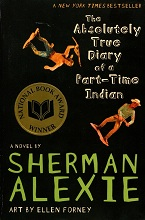 A NEW YORK TIMES BESTSELLER
The
Absolutely
True
Diary
of a
Part-Time
Indian
NATIONAL BOOK AWARD
WINNER
A NOVEL BY
SHERMAN
ALEXIE
ART BY ELLEN FORNEY